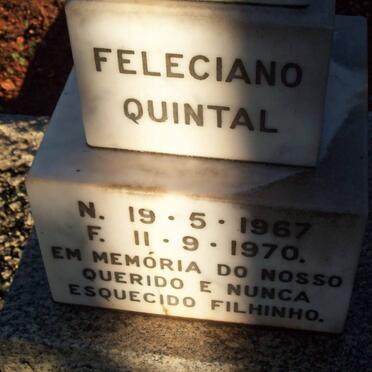 FELECIANO
QUINTAL
N. 19·5·1967
F. 11·9·1970.
EM MEMÓRIA DO NOSSO
QUERIDO E NUNCA
ESQUECIDO FILHINHO.